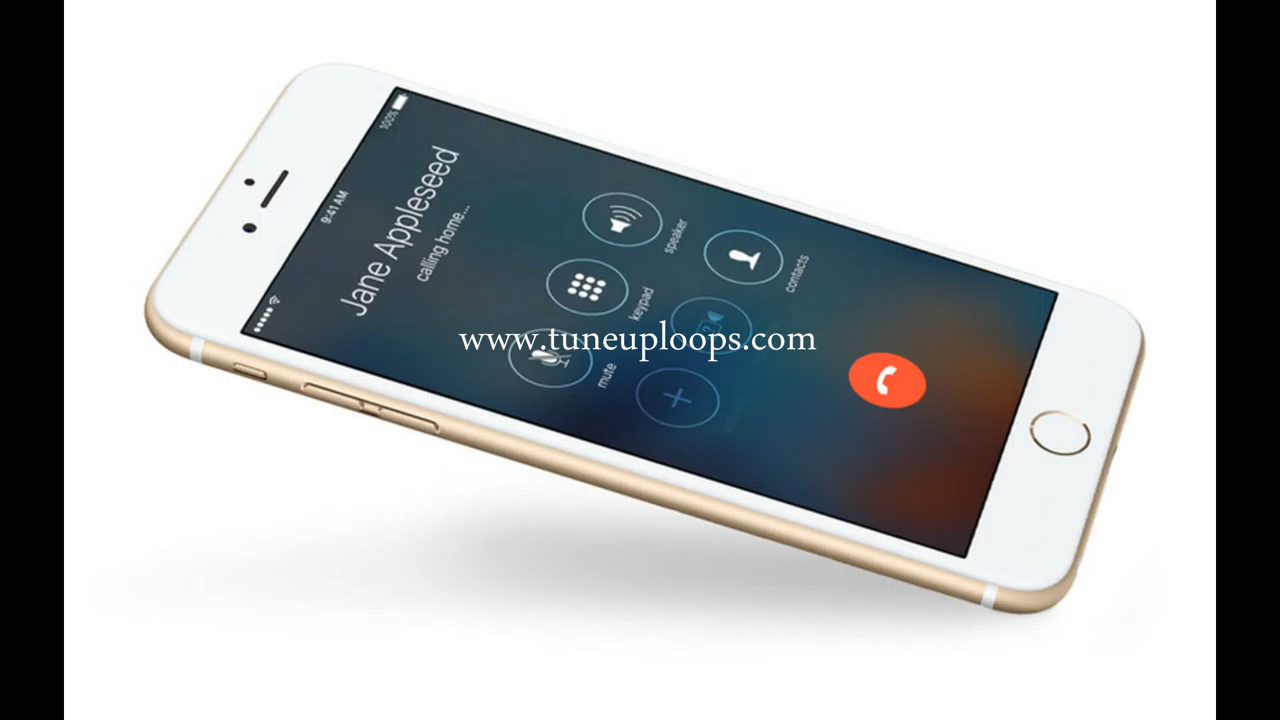 100%
9:41 AM
Jane Appleseed
calling home...
speaker
contacts
keypad
www.tuneuploops.com
mute